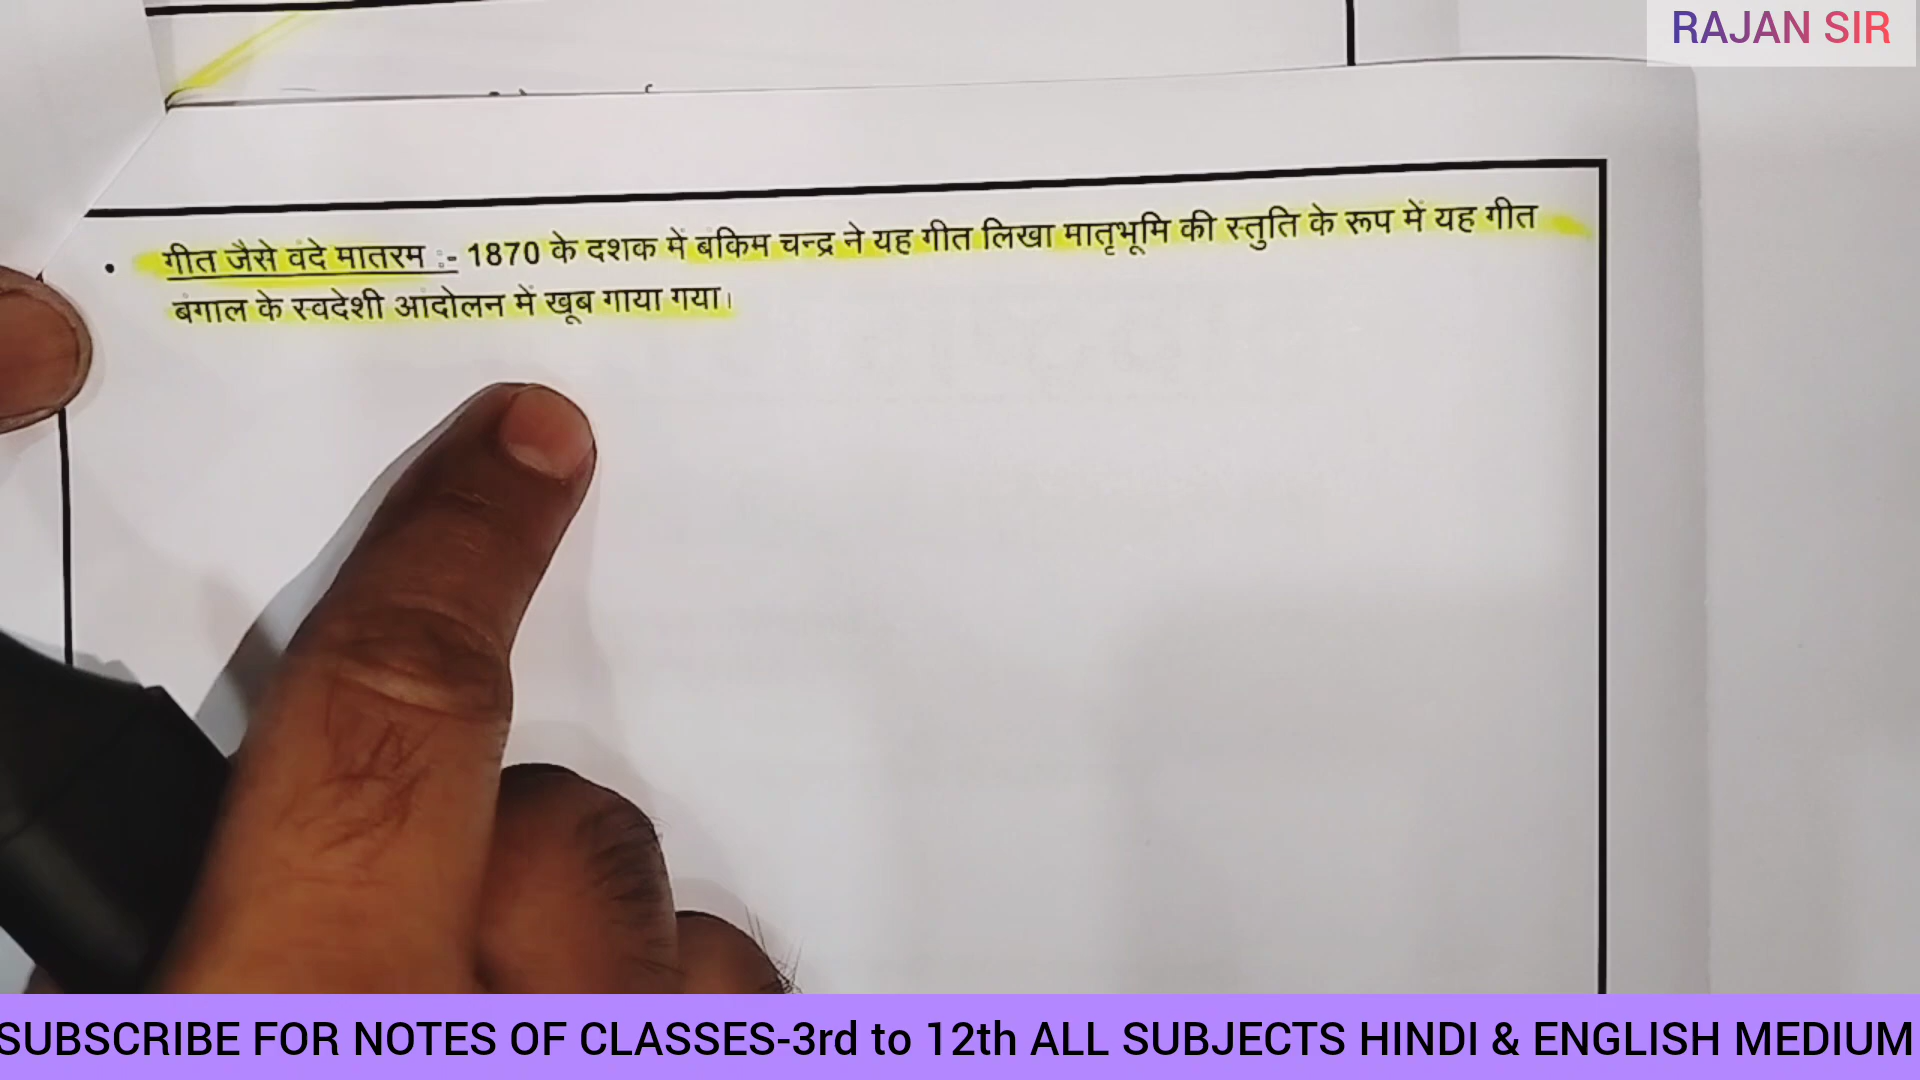 RAJAN SIR
• गीत जैसे वंदे मातरम :- 1870 के दशक में बंकिम चन्द्र ने यह गीत लिखा मातृभूमि की स्तुति के रूप में यह गीत
बंगाल के स्वदेशी आंदोलन में खूब गाया गया।
SUBSCRIBE FOR NOTES OF CLASSES-3rd to 12th ALL SUBJECTS HINDI & ENGLISH MEDIUM